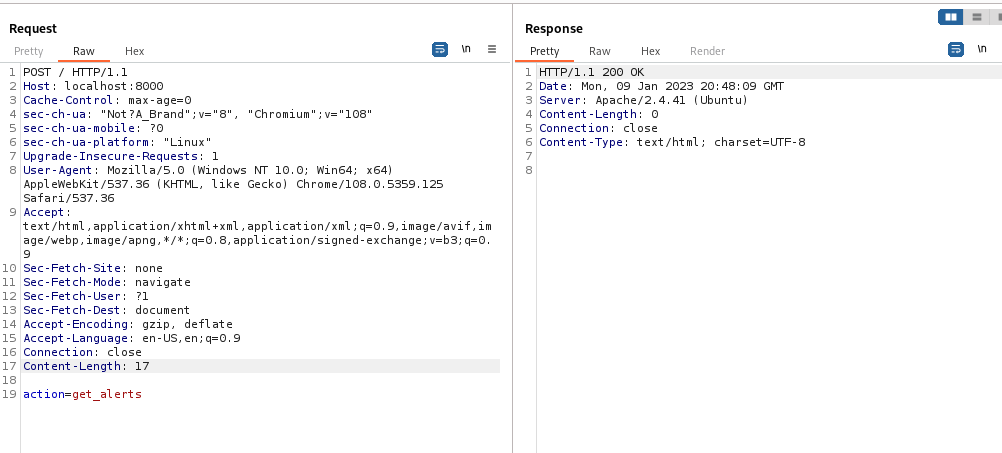 Request
Pretty Raw Hex \n
1 POST / HTTP/1.1
2 Host: localhost:8000
3 Cache-Control: max-age=0
4 sec-ch-ua: "Not?A_Brand";v="8", "Chromium";v="108"
5 sec-ch-ua-mobile: ?0
6 sec-ch-ua-platform: "Linux"
7 Upgrade-Insecure-Requests: 1
8 User-Agent: Mozilla/5.0 (Windows NT 10.0; Win64; x64)
AppleWebKit/537.36 (KHTML, like Gecko) Chrome/108.0.5359.125
Safari/537.36
9 Accept:
text/html,application/xhtml+xml,application/xml;q=0.9,image/avif,im
age/webp,image/apng,*/*;q=0.8,application/signed-exchange;v=b3;q=0.
9
10 Sec-Fetch-Site: none
11 Sec-Fetch-Mode: navigate
12 Sec-Fetch-User: ?1
13 Sec-Fetch-Dest: document
14 Accept-Encoding: gzip, deflate
15 Accept-Language: en-US,en;q=0.9
16 Connection: close
17 Content-Length: 17
18
19 action=get_alerts
Response
Pretty Raw Hex Render \n
1 HTTP/1.1 200 OK
2 Date: Mon, 09 Jan 2023 20:48:09 GMT
3 Server: Apache/2.4.41 (Ubuntu)
4 Content-Length: 0
5 Connection: close
6 Content-Type: text/html; charset=UTF-8
7
8